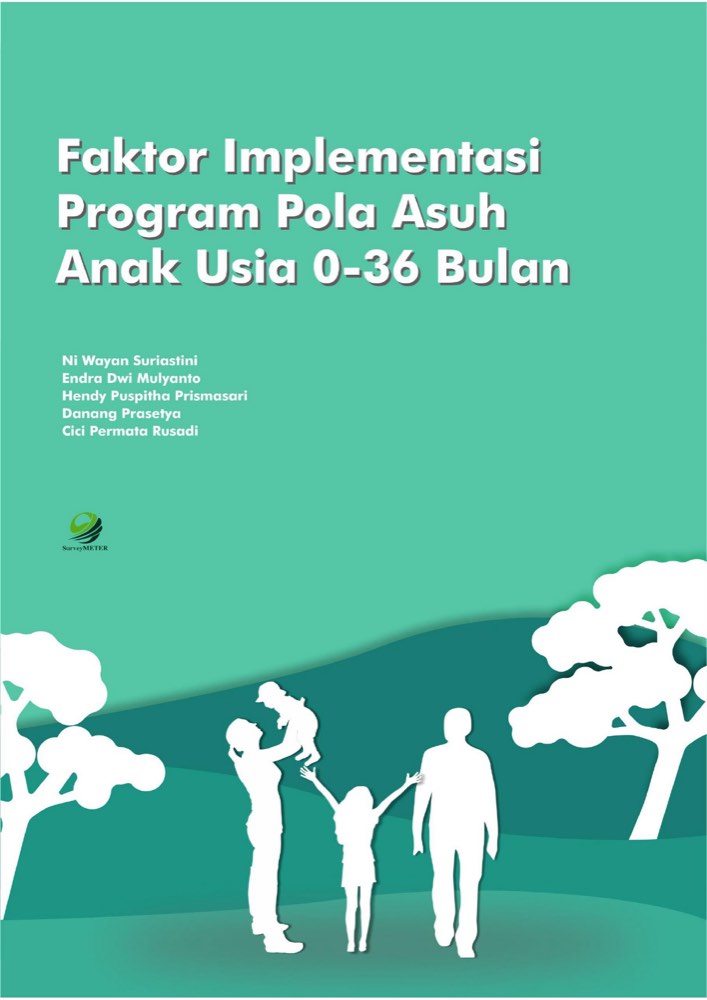 Faktor Implementasi
Program Pola Asuh
Anak Usia 0-36 Bulan
Ni Wayan Suriastini
Endra Dwi Mulyanto
Hendy Puspitha Prismasari
Danang Prasetya
Cici Permata Rusadi
SurveyMETER